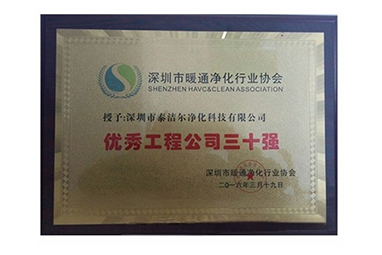 深圳市暖通净化行业协会
SHENZHEN HAVC&CLEAN ASSOCIATION
授予:深圳市泰洁尔净化科技有限公司
优秀工程公司三十强
深圳市暖通净化行业协会
二〇一六年三月十九日